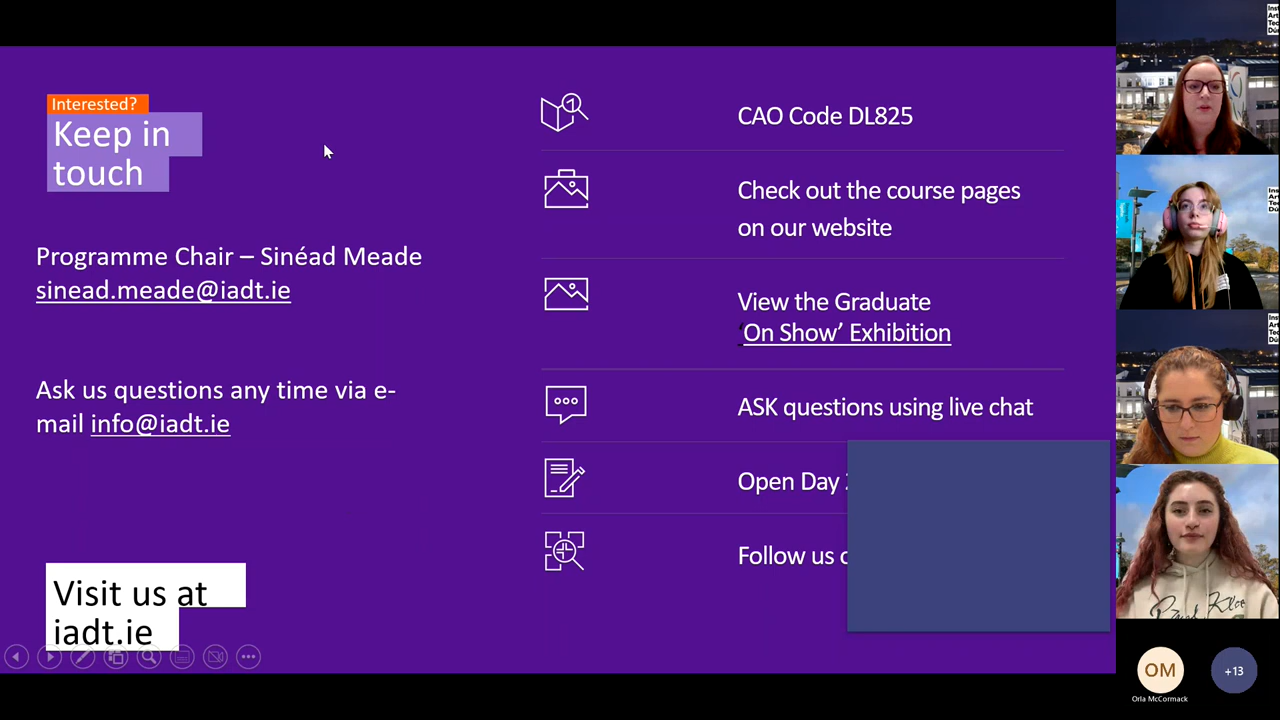 Interested?
Keep in
touch
Programme Chair – Sinéad Meade
sinead.meade@iadt.ie
Ask us questions any time via e-
mail info@iadt.ie
Visit us at
iadt.ie
CAO Code DL825
Check out the course pages
on our website
View the Graduate
‘On Show’ Exhibition
ASK questions using live chat
Open Day
Follow us
OM
Orla McCormack
+13